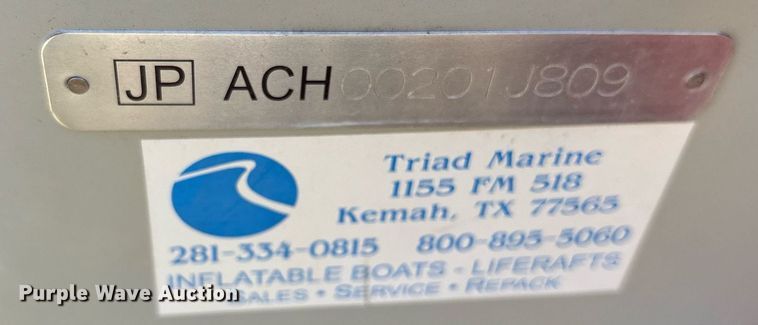 JP ACH00201J809
Triad Marine
1155 FM 518
Kemah, TX 77565
281-334-0815 800-895-5060
INFLATABLE BOATS - LIFERAFTS
SALES • SERVICE • REPACK
Purple Wave Auction